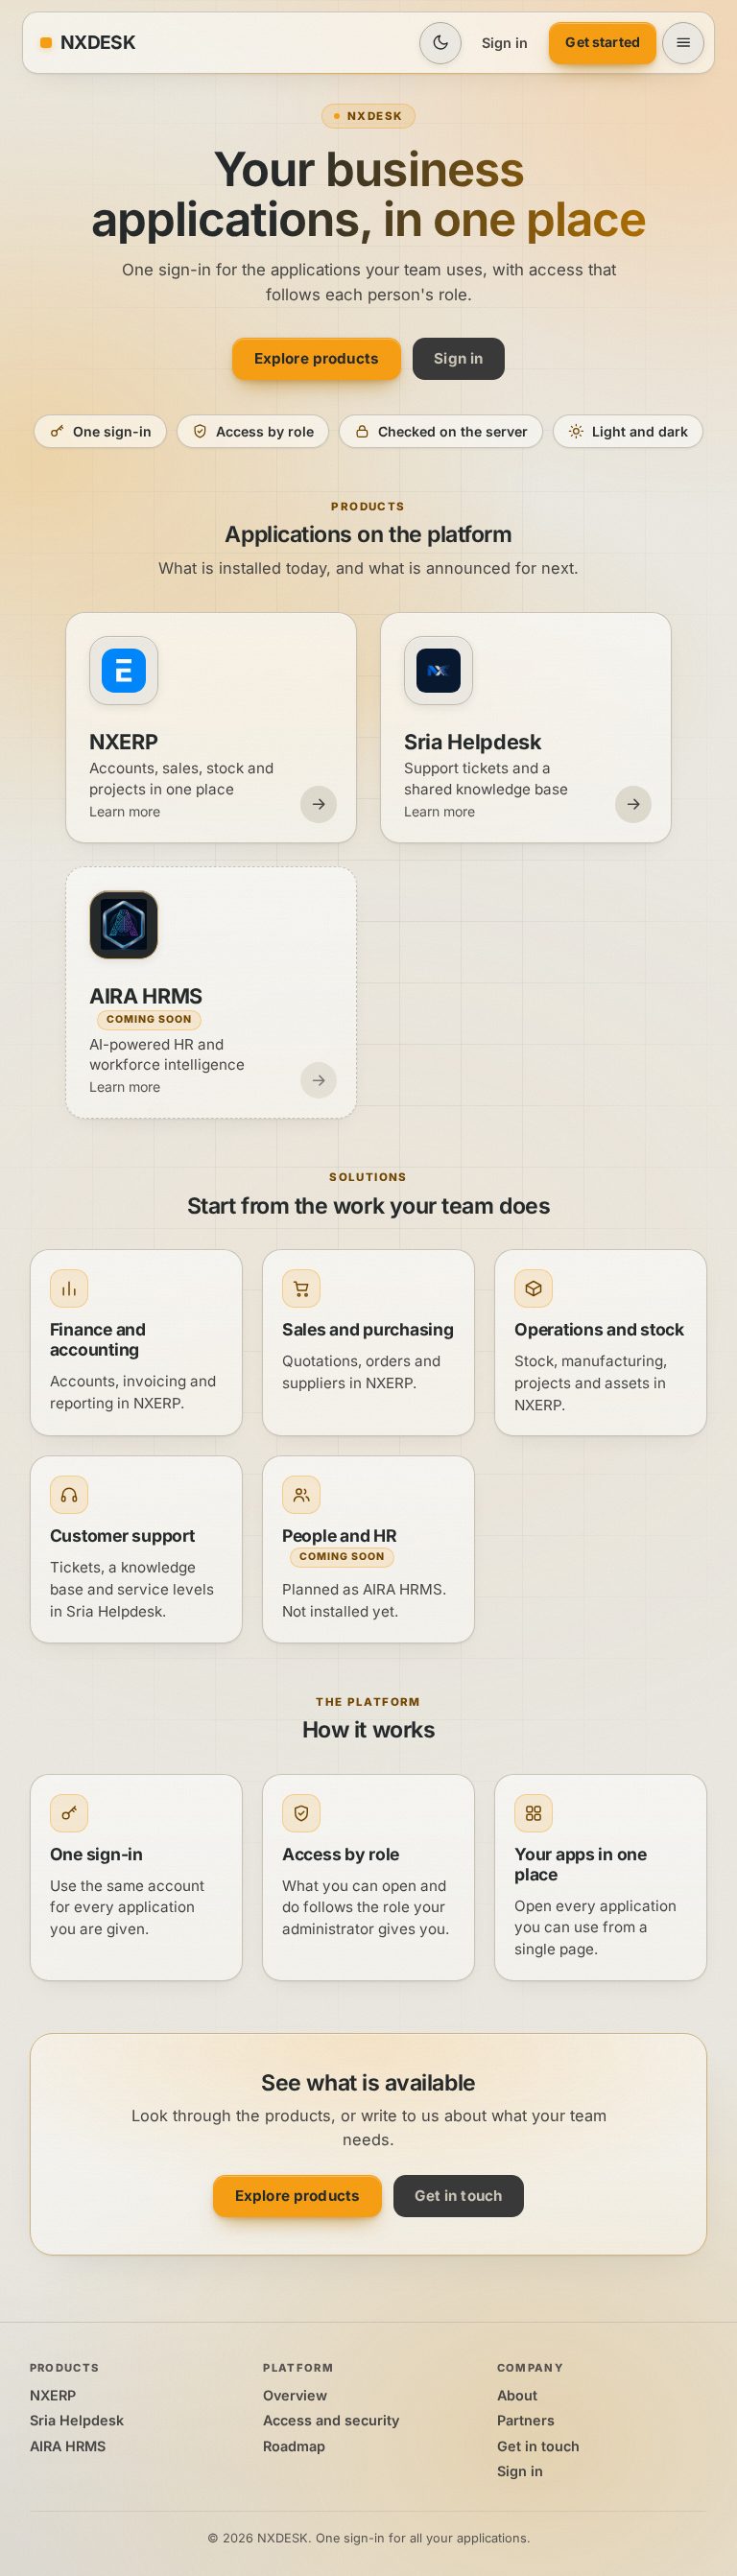 NXDESK
Sign in
Get started
NXDESK
Your business
applications, in one place
One sign-in for the applications your team uses, with access that
follows each person's role.
Explore products
Sign in
One sign-in
Access by role
Checked on the server
Light and dark
PRODUCTS
Applications on the platform
What is installed today, and what is announced for next.
E
NXERP
Accounts, sales, stock and
projects in one place
Learn more
NX
Sria Helpdesk
Support tickets and a
shared knowledge base
Learn more
AIRA HRMS
COMING SOON
AI-powered HR and
workforce intelligence
Learn more
SOLUTIONS
Start from the work your team does
Finance and
accounting
Accounts, invoicing and
reporting in NXERP.
Sales and purchasing
Quotations, orders and
suppliers in NXERP.
Operations and stock
Stock, manufacturing,
projects and assets in
NXERP.
Customer support
Tickets, a knowledge
base and service levels
in Sria Helpdesk.
People and HR
COMING SOON
Planned as AIRA HRMS.
Not installed yet.
THE PLATFORM
How it works
One sign-in
Use the same account
for every application
you are given.
Access by role
What you can open and
do follows the role your
administrator gives you.
Your apps in one
place
Open every application
you can use from a
single page.
See what is available
Look through the products, or write to us about what your team
needs.
Explore products
Get in touch
PRODUCTS
NXERP
Sria Helpdesk
AIRA HRMS
PLATFORM
Overview
Access and security
Roadmap
COMPANY
About
Partners
Get in touch
Sign in
© 2026 NXDESK. One sign-in for all your applications.